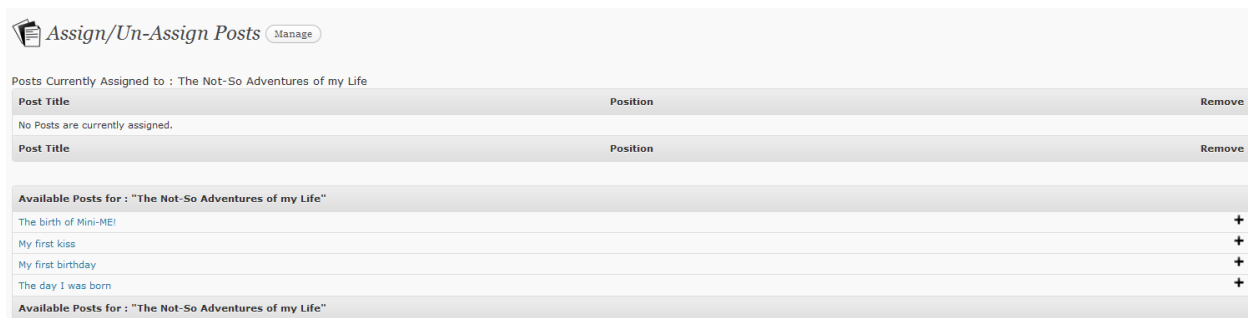 Assign/Un-Assign Posts Manage
Posts Currently Assigned to : The Not-So Adventures of my Life
Post Title Position Remove
No Posts are currently assigned.
Post Title Position Remove
Available Posts for : "The Not-So Adventures of my Life"
The birth of Mini-ME!
My first kiss
My first birthday
The day I was born
Available Posts for : "The Not-So Adventures of my Life"